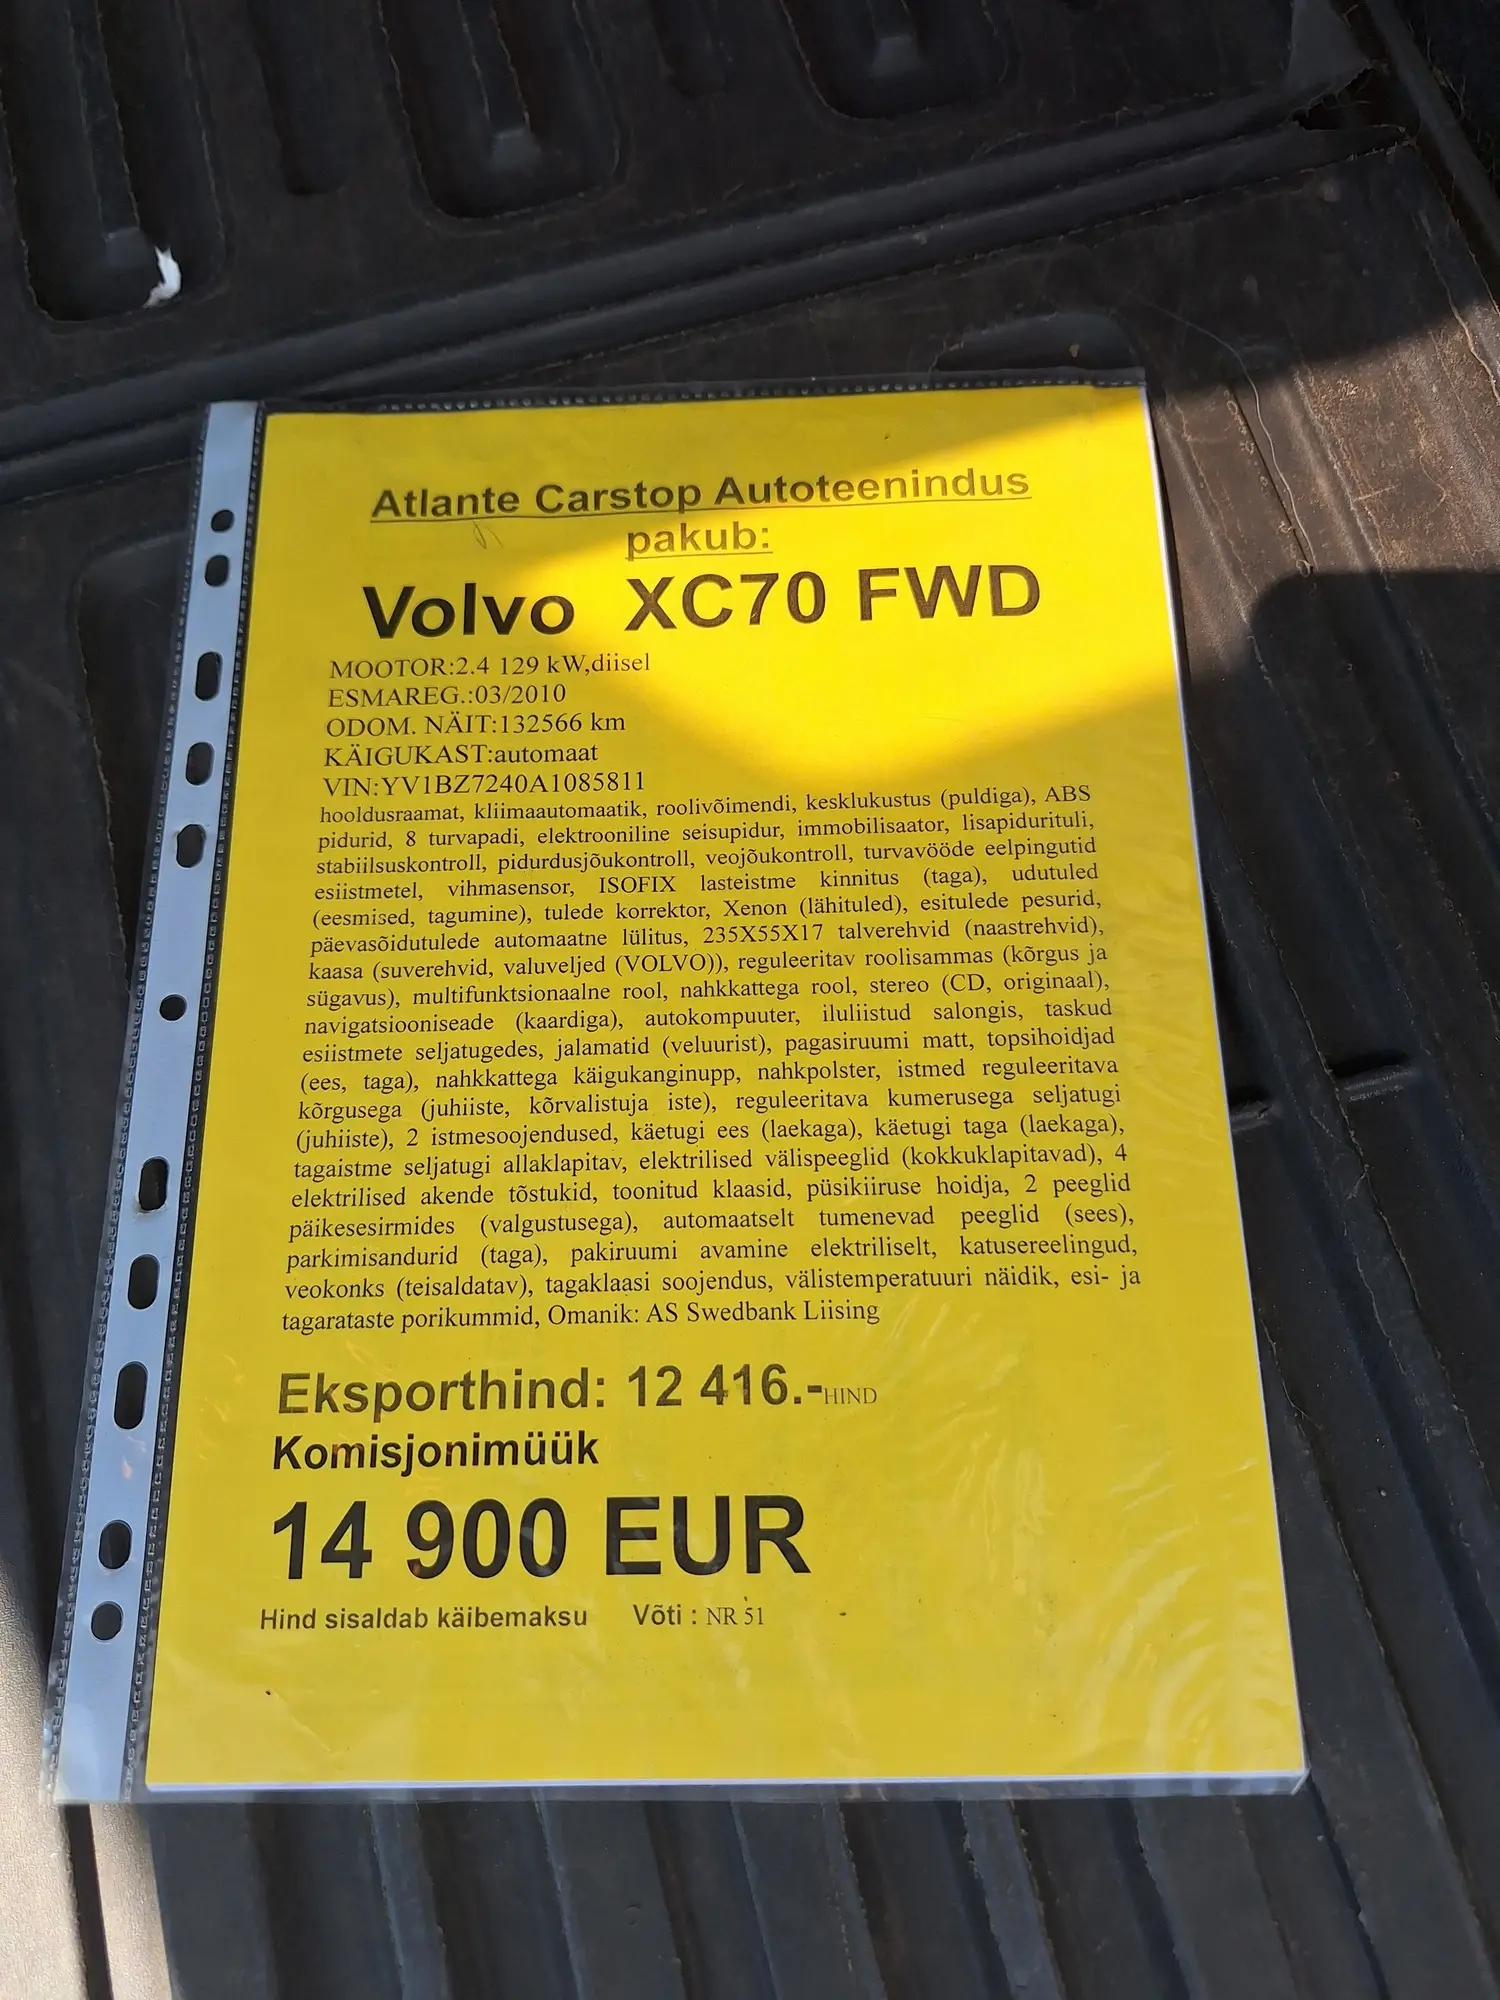 Atlante Carstop Autoteenindus
pakub:
Volvo XC70 FWD
MOOTOR:2.4 129 kW,diisel
ESMAREG.:03/2010
ODOM. NÄIT:132566 km
KÄIGUKAST:automaat
VIN:YV1BZ7240A1085811
hooldusraamat, kliimaautomaatik, roolivõimendi, kesklukustus (puldiga), ABS
pidurid, 8 turvapadi, elektrooniline seisupidur, immobilisaator, lisapidurituli,
stabiilsuskontroll, pidurdusjõukontroll, veojõukontroll, turvavööde eelpingutid
esiistmetel, vihmasensor, ISOFIX lasteistme kinnitus (taga), udutuled
(eesmised, tagumine), tulede korrektor, Xenon (lähituled), esitulede pesurid,
päevasõidutulede automaatne lülitus, 235X55X17 talverehvid (naastrehvid),
kaasa (suverehvid, valuveljed (VOLVO)), reguleeritav roolisammas (kõrgus ja
sügavus), multifunktsionaalne rool, nahkkattega rool, stereo (CD, originaal),
navigatsiooniseade (kaardiga), autokompuuter, iluliistud salongis, taskud
esiistmete seljatugedes, jalamatid (veluurist), pagasiruumi matt, topsihoidjad
(ees, taga), nahkkattega käigukanginupp, nahkpolster, istmed reguleeritava
kõrgusega (juhiiste, kõrvalistuja iste), reguleeritava kumerusega seljatugi
(juhiiste), 2 istmesoojendused, käetugi ees (laekaga), käetugi taga (laekaga),
tagaistme seljatugi allaklapitav, elektrilised välispeeglid (kokkuklapitavad), 4
elektrilised akende tõstukid, toonitud klaasid, püsikiiruse hoidja, 2 peeglid
päikesesirmides (valgustusega), automaatselt tumenevad peeglid (sees),
parkimisandurid (taga), pakiruumi avamine elektriliselt, katusereelingud,
veokonks (teisaldatav), tagaklaasi soojendus, välistemperatuuri näidik, esi- ja
tagarataste porikummid, Omanik: AS Swedbank Liising
Eksporthind: 12 416.-HIND
Komisjonimüük
14 900 EUR
Hind sisaldab käibemaksu Võti : NR 51